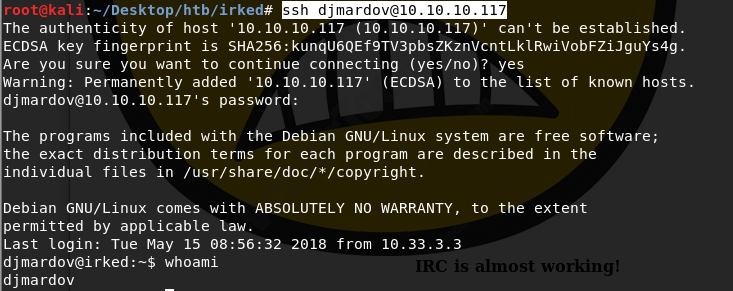 root@kali:~/Desktop/htb/irked# ssh djmardov@10.10.10.117
The authenticity of host '10.10.10.117 (10.10.10.117)' can't be established.
ECDSA key fingerprint is SHA256:kunqU6QEf9TV3pbsZKznVcntLklRwiVobFZiJguYs4g.
Are you sure you want to continue connecting (yes/no)? yes
Warning: Permanently added '10.10.10.117' (ECDSA) to the list of known hosts.
djmardov@10.10.10.117's password:
The programs included with the Debian GNU/Linux system are free software;
the exact distribution terms for each program are described in the
individual files in /usr/share/doc/*/copyright.
Debian GNU/Linux comes with ABSOLUTELY NO WARRANTY, to the extent
permitted by applicable law.
Last login: Tue May 15 08:56:32 2018 from 10.33.3.3
djmardov@irked:~$ whoami
IRC is almost working!
djmardov